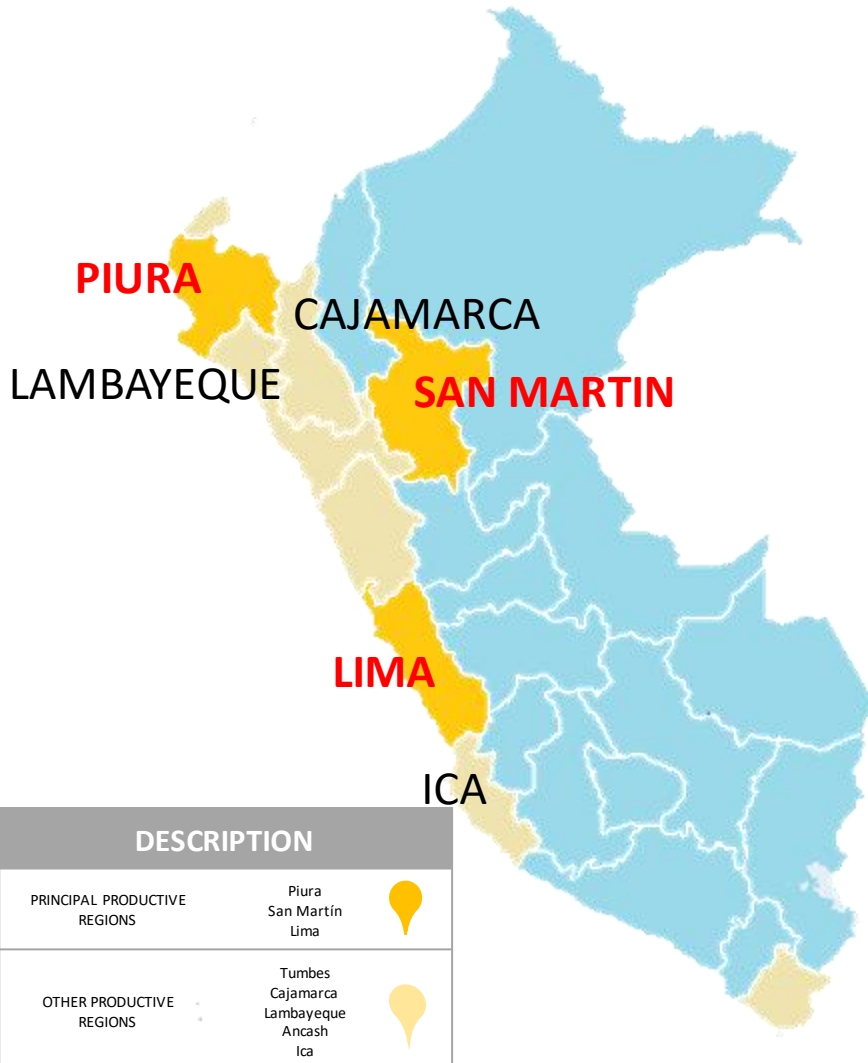 PIURA
CAJAMARCA
LAMBAYEQUE
SAN MARTIN
LIMA
ICA
DESCRIPTION
PRINCIPAL PRODUCTIVE
REGIONS
Piura
San Martín
Lima
OTHER PRODUCTIVE
REGIONS
Tumbes
Cajamarca
Lambayeque
Ancash
Ica